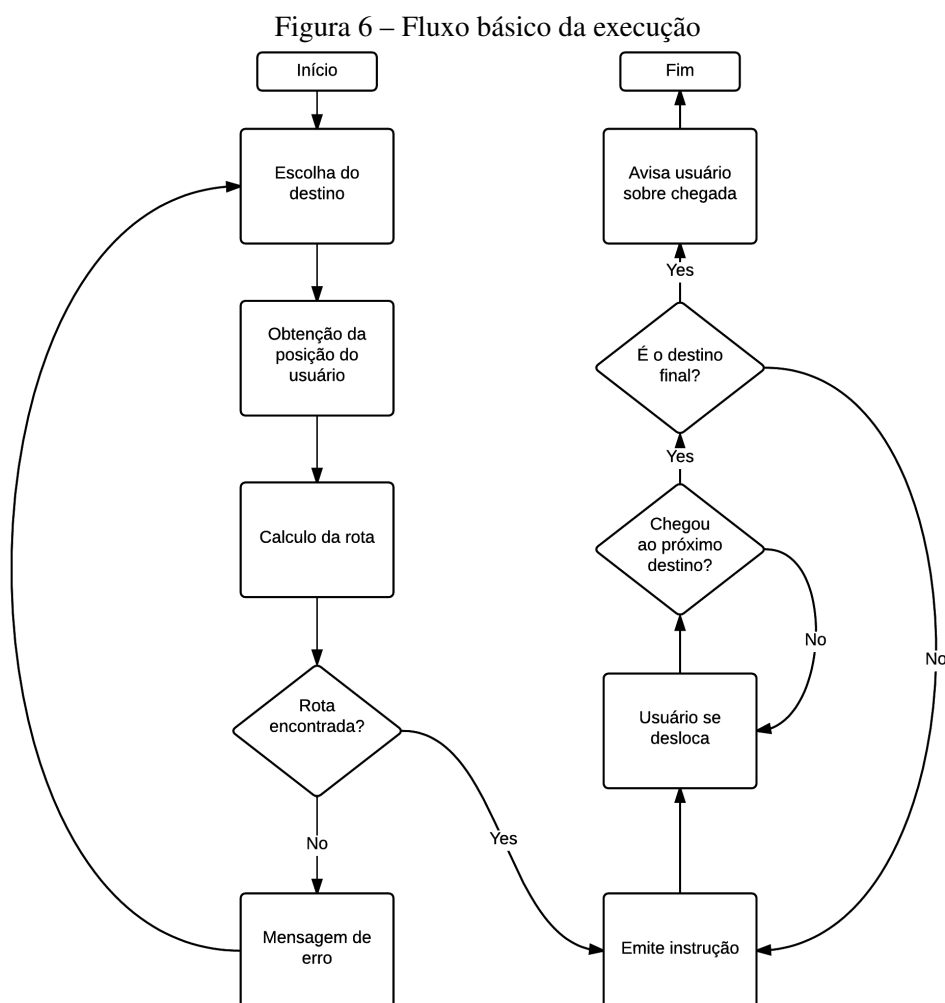 Figura 6 – Fluxo básico da execução
Início
Escolha do
destino
Obtenção da
posição do
usuário
Calculo da rota
Rota
encontrada?
No
Yes
Mensagem de
erro
Fim
Avisa usuário
sobre chegada
Yes
É o destino
final?
No
Yes
Chegou
ao próximo
destino?
No
Usuário se
desloca
Emite instrução